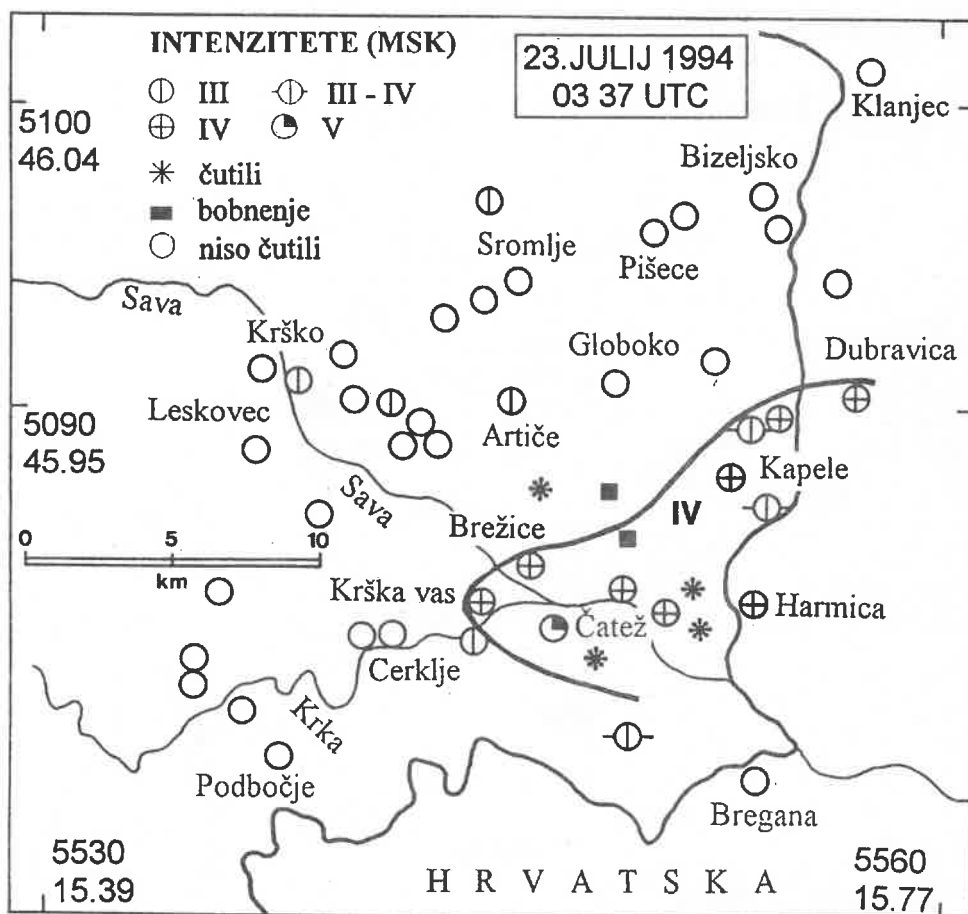 INTENZITETE (MSK)
III
III - IV
IV
V
čutili
bobnenje
niso čutili
23.JULIJ 1994
03 37 UTC
5100
46.04
Klanjec
Bizeljsko
Sromlje
Pišece
Sava
Krško
Globoko
Dubravica
Leskovec
5090
45.95
Artiče
Kapele
Sava
Brežice
IV
0 5 10
km
Krška vas
Čatež
Harmica
Cerklje
Krka
Podbočje
Bregana
5530
15.39
HRVATSKA
5560
15.77